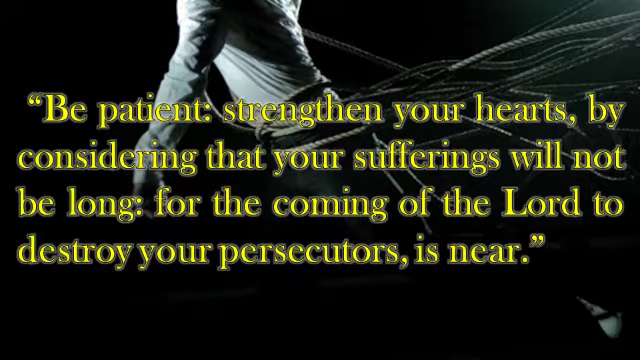 “Be patient: strengthen your hearts, by
considering that your sufferings will not
be long: for the coming of the Lord to
destroy your persecutors, is near.”